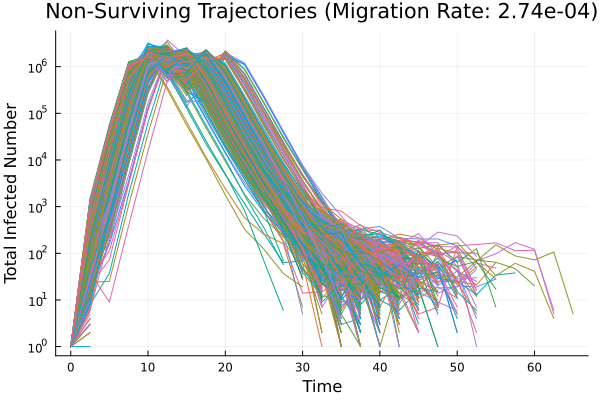 Non-Surviving Trajectories (Migration Rate: 2.74e-04)
Total Infected Number
10⁶
10⁵
10⁴
10³
10²
10¹
10⁰
0 10 20 30 40 50 60
Time